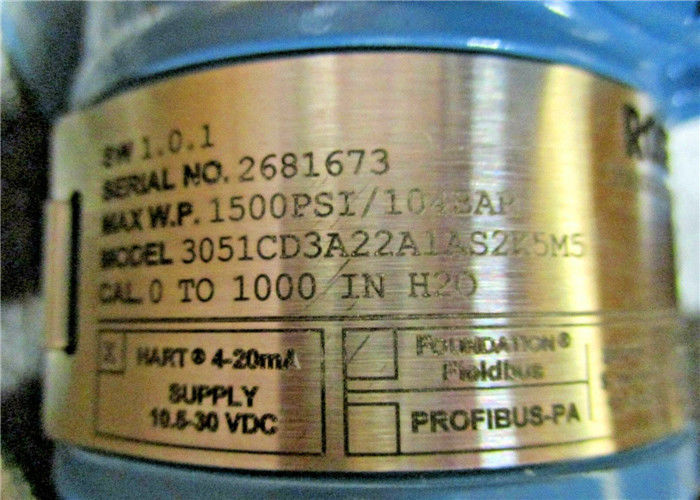 SW 1.0.1
SERIAL NO. 2681673
MAX W.P. 1500PSI/104BAR
MODEL 3051CD3A22A1AS2K5M5
CAL. 0 TO 1000 IN H2O
X HART® 4-20mA
SUPPLY
10.5-30 VDC
FOUNDATION®
Fieldbus
PROFIBUS-PA